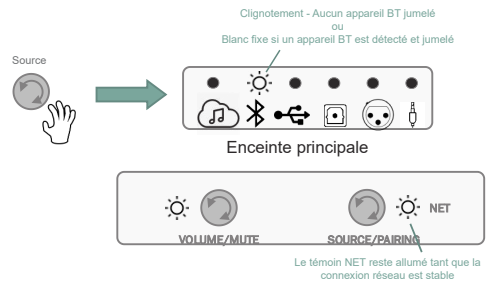 Clignotement - Aucun appareil BT jumelé
ou
Blanc fixe si un appareil BT est détecté et jumelé
Source
Enceinte principale
NET
VOLUME/MUTE
SOURCE/PAIRING
Le témoin NET reste allumé tant que la
connexion réseau est stable